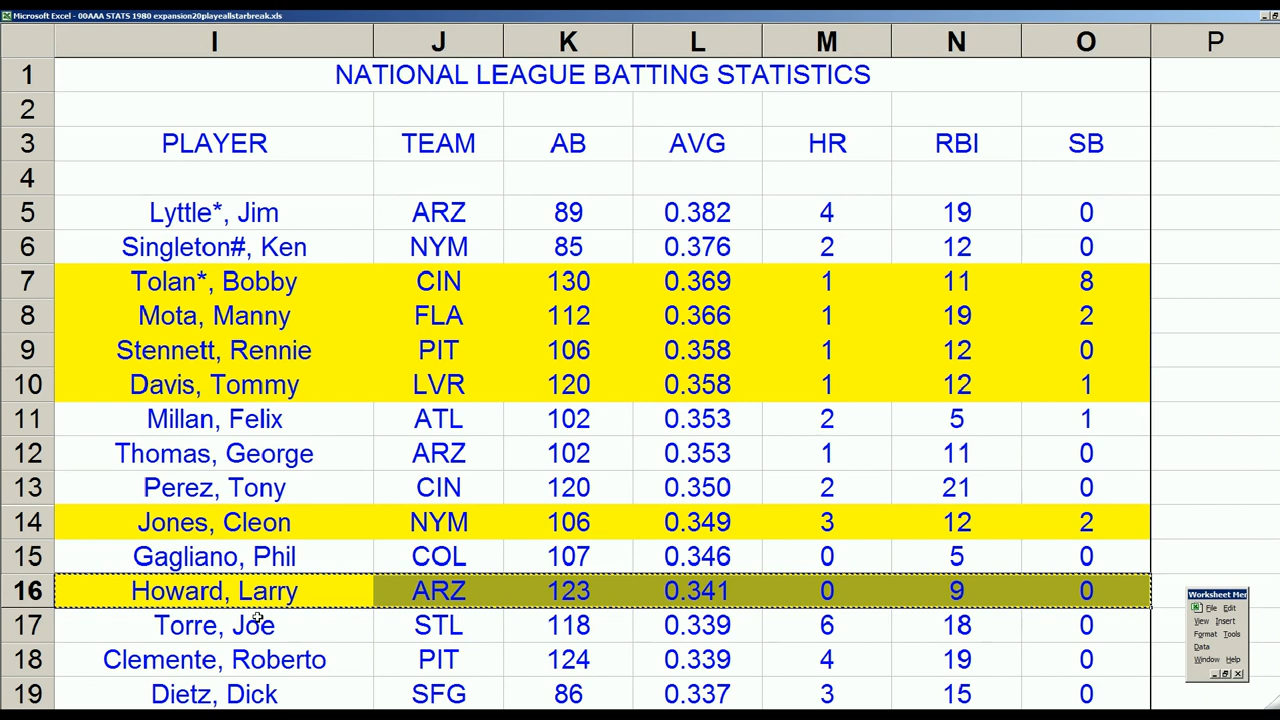 Microsoft Excel - 00AAA STATS 1980 expansion20playeallstarbreak.xls
I J K L M N O P
1 NATIONAL LEAGUE BATTING STATISTICS
2
3 PLAYER TEAM AB AVG HR RBI SB
4
5 Lyttle*, Jim ARZ 89 0.382 4 19 0
6 Singleton#, Ken NYM 85 0.376 2 12 0
7 Tolan*, Bobby CIN 130 0.369 1 11 8
8 Mota, Manny FLA 112 0.366 1 19 2
9 Stennett, Rennie PIT 106 0.358 1 12 0
10 Davis, Tommy LVR 120 0.358 1 12 1
11 Millan, Felix ATL 102 0.353 2 5 1
12 Thomas, George ARZ 102 0.353 1 11 0
13 Perez, Tony CIN 120 0.350 2 21 0
14 Jones, Cleon NYM 106 0.349 3 12 2
15 Gagliano, Phil COL 107 0.346 0 5 0
16 Howard, Larry ARZ 123 0.341 0 9 0
17 Torre, Joe STL 118 0.339 6 18 0
18 Clemente, Roberto PIT 124 0.339 4 19 0
19 Dietz, Dick SFG 86 0.337 3 15 0
Worksheet Mer
File Edit
View Insert
Format Tools
Data
Window Help